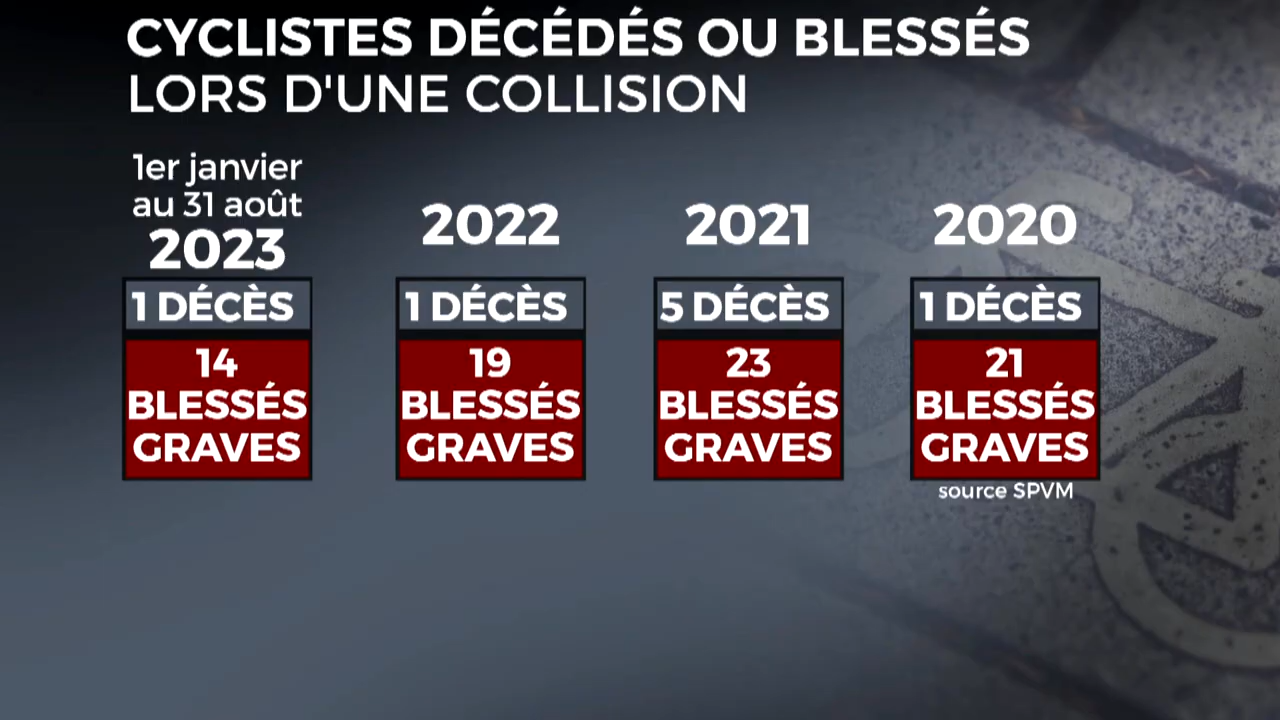 CYCLISTES DÉCÉDÉS OU BLESSÉS
LORS D'UNE COLLISION
1er janvier
au 31 août
2023
1 DÉCÈS
14
BLESSÉS
GRAVES
2022
1 DÉCÈS
19
BLESSÉS
GRAVES
2021
5 DÉCÈS
23
BLESSÉS
GRAVES
2020
1 DÉCÈS
21
BLESSÉS
GRAVES
source SPVM